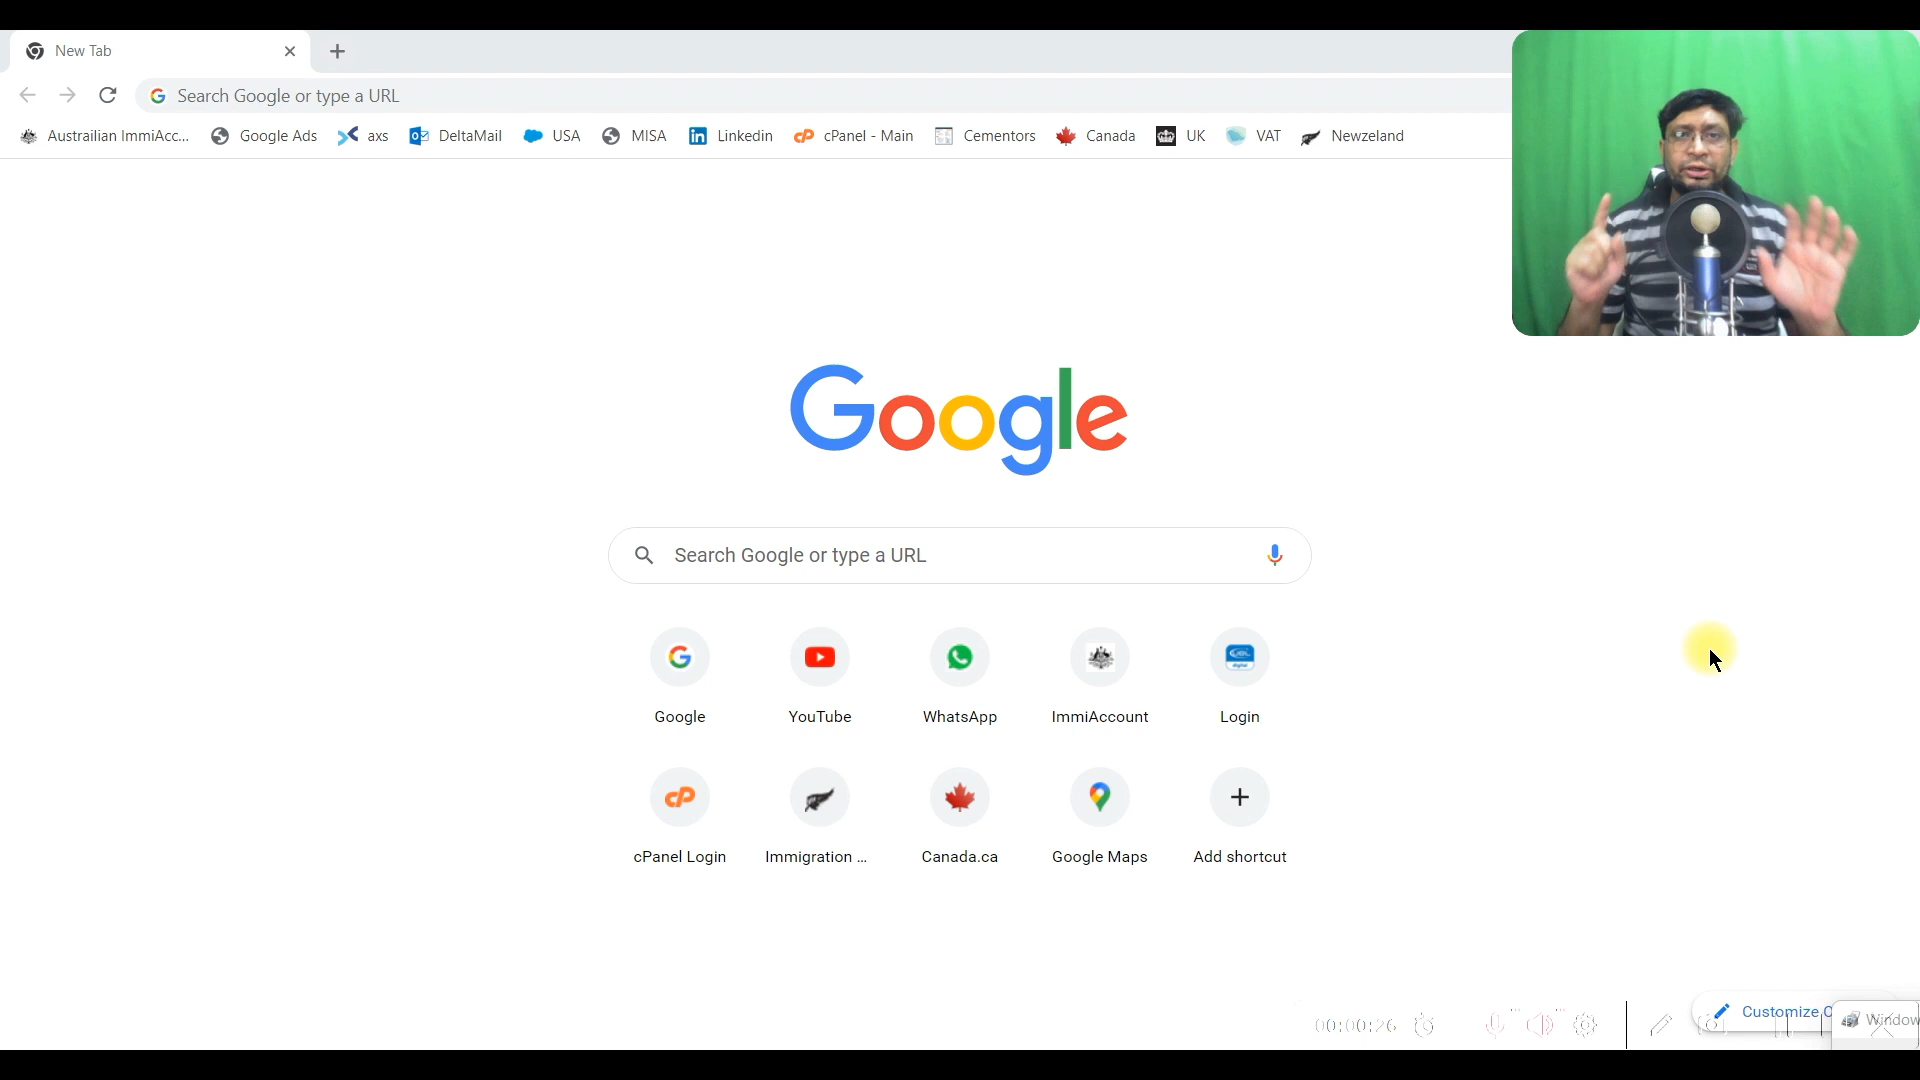 New Tab
Search Google or type a URL
Austrailian ImmiAcc... Google Ads axs DeltaMail USA MISA Linkedin cPanel - Main Cementors Canada UK VAT Newzeland
Google
Search Google or type a URL
Google YouTube WhatsApp ImmiAccount Login
cPanel Login Immigration ... Canada.ca Google Maps Add shortcut
Customize C
Window
00:00:26